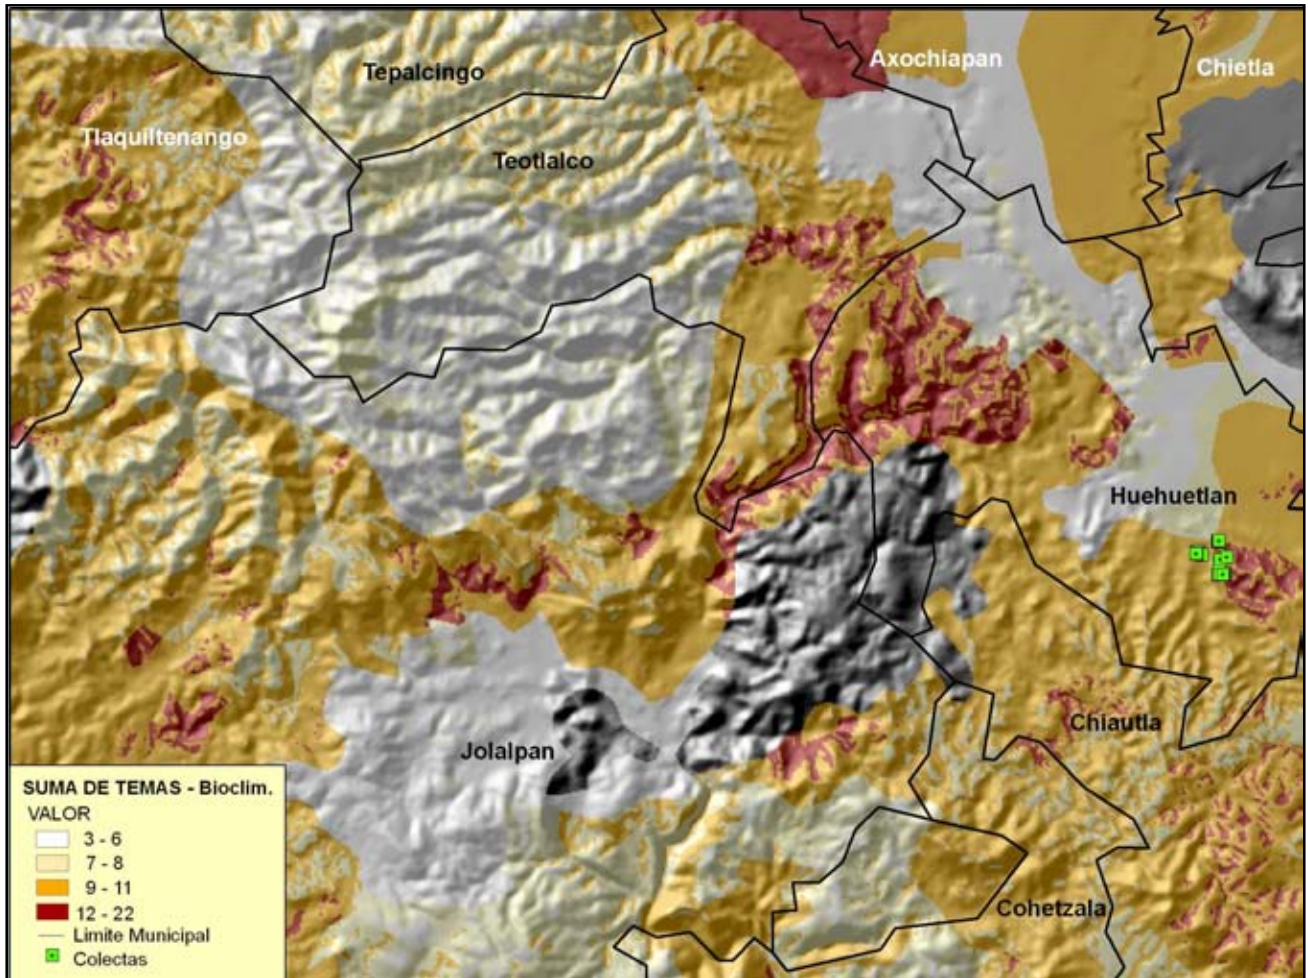 Axochiapan
Chietla
Tepalcingo
Tlaquiltenango
Teotlalco
Huehuetlan
Chiautla
Jolalpan
Cohetzala
SUMA DE TEMAS - Bioclim.
VALOR
3 - 6
7 - 8
9 - 11
12 - 22
Limite Municipal
Colectas